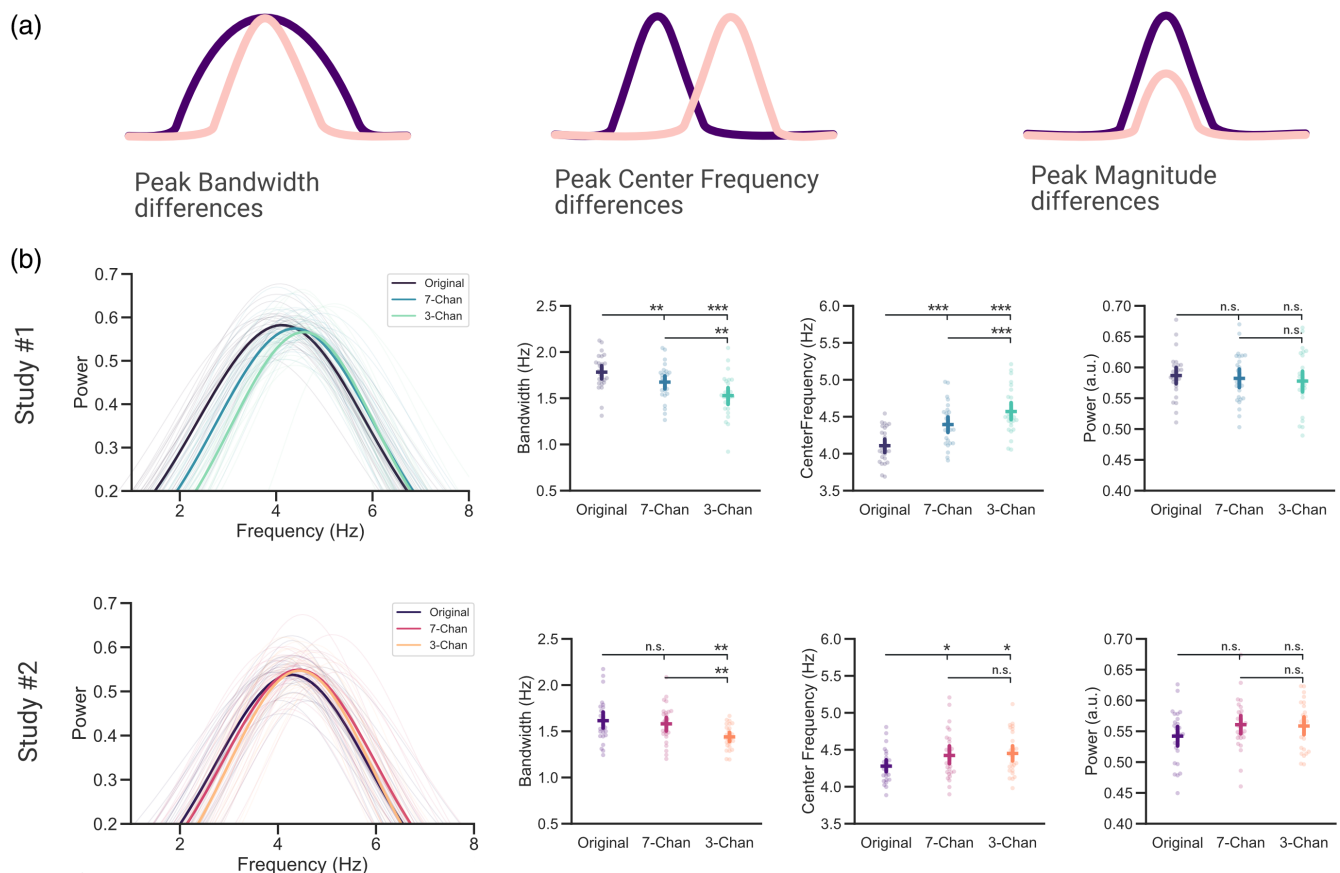 (a)
Peak Bandwidth
differences
Peak Center Frequency
differences
Peak Magnitude
differences
(b)
Study #1
Power
0.7
0.6
0.5
0.4
0.3
0.2
2 4 6 8
Frequency (Hz)
Original
7-Chan
3-Chan
Bandwidth (Hz)
2.5
2.0
1.5
1.0
0.5
** ***
**
Original 7-Chan 3-Chan
CenterFrequency (Hz)
6.0
5.5
5.0
4.5
4.0
3.5
*** ***
***
Original 7-Chan 3-Chan
Power (a.u.)
0.70
0.65
0.60
0.55
0.50
0.45
0.40
n.s. n.s.
n.s.
Original 7-Chan 3-Chan
Study #2
Power
0.7
0.6
0.5
0.4
0.3
0.2
2 4 6 8
Frequency (Hz)
Original
7-Chan
3-Chan
Bandwidth (Hz)
2.5
2.0
1.5
1.0
0.5
n.s. **
**
Original 7-Chan 3-Chan
Center Frequency (Hz)
6.0
5.5
5.0
4.5
4.0
3.5
* *
n.s.
Original 7-Chan 3-Chan
Power (a.u.)
0.70
0.65
0.60
0.55
0.50
0.45
0.40
n.s. n.s.
n.s.
Original 7-Chan 3-Chan